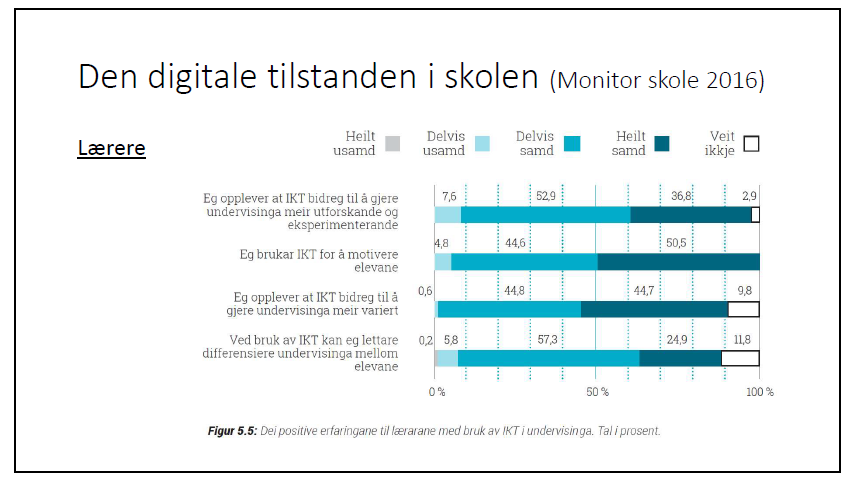 Den digitale tilstanden i skolen (Monitor skole 2016)
Lærere
Heilt usamd
Delvis usamd
Delvis samd
Heilt samd
Veit ikkje
Eg opplever at IKT bidreg til å gjere
undervisinga meir utforskande og
eksperimenterande
7,6 52,9 36,8 2,9
Eg brukar IKT for å motivere
elevane
4,8 44,6 50,5
Eg opplever at IKT bidreg til å
gjere undervisinga meir variert
0,6 44,8 44,7 9,8
Ved bruk av IKT kan eg lettare
differensiere undervisinga mellom
elevane
0,2 5,8 57,3 24,9 11,8
0 % 50 % 100 %
Figur 5.5: Dei positive erfaringane til lærarane med bruk av IKT i undervisinga. Tal i prosent.